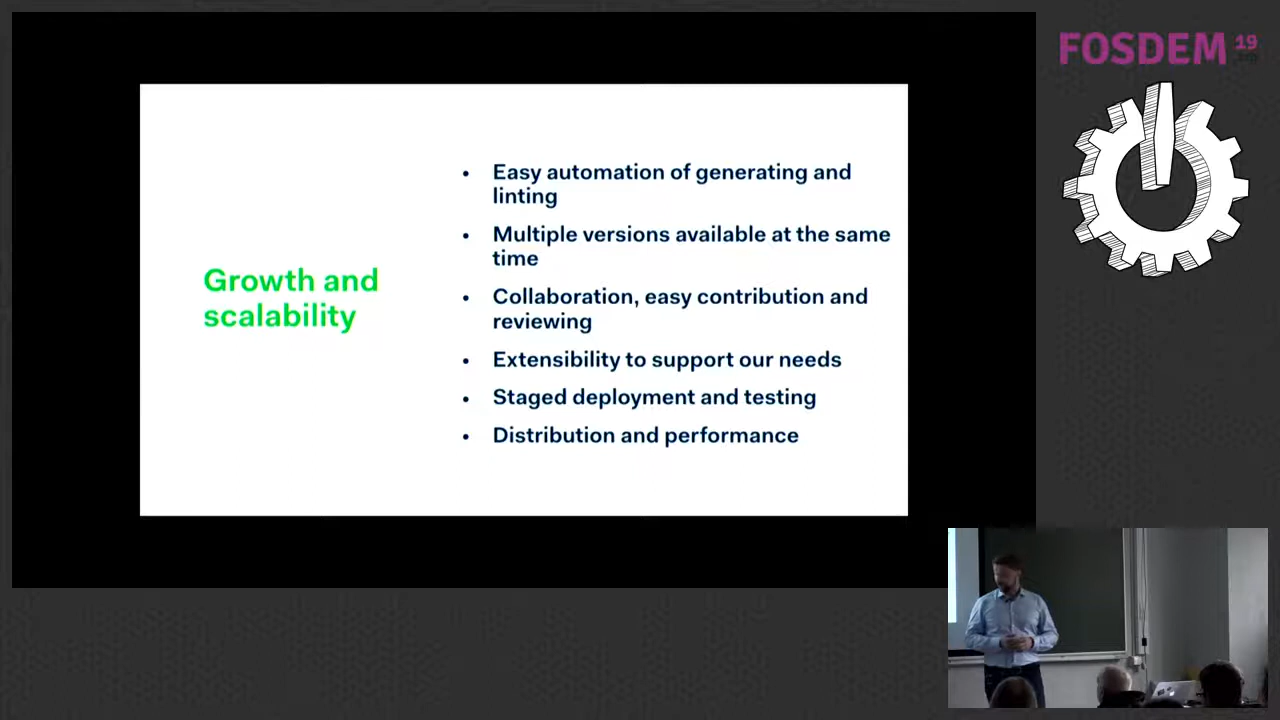 FOSDEM 19
Growth and
scalability
• Easy automation of generating and
linting
• Multiple versions available at the same
time
• Collaboration, easy contribution and
reviewing
• Extensibility to support our needs
• Staged deployment and testing
• Distribution and performance